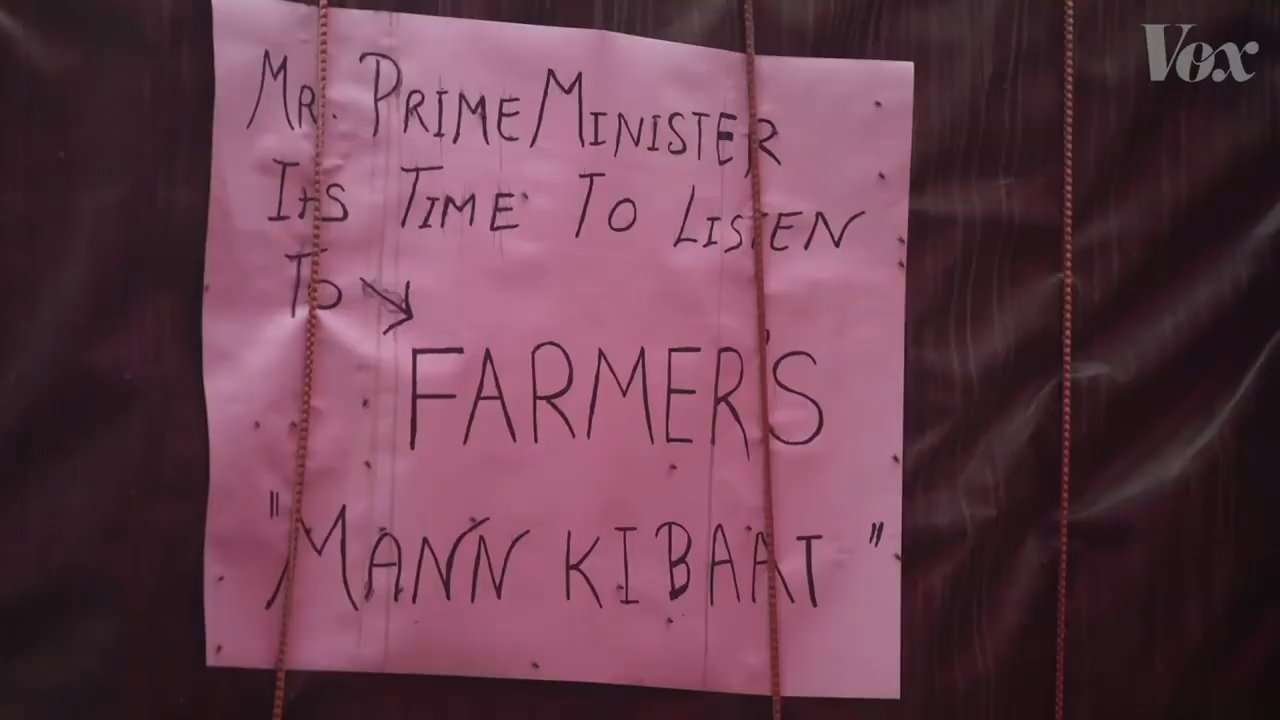 Vox
MR. PRIME MINISTER
ITS TIME TO LISTEN
TO
FARMER'S
"MANN KI BAAT"